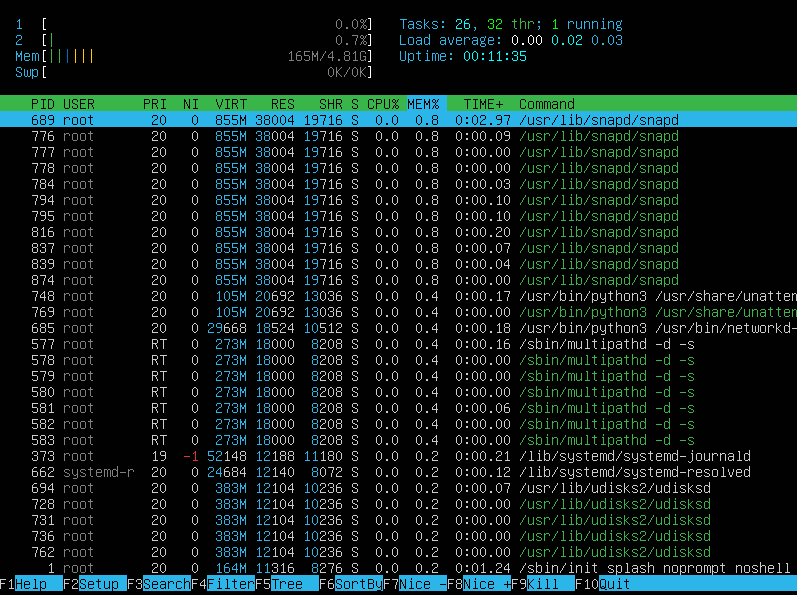 1 [ 0.0%] Tasks: 26, 32 thr; 1 running
2 [| 0.7%] Load average: 0.00 0.02 0.03
Mem[|||||| 165M/4.81G] Uptime: 00:11:35
Swp[ 0K/0K]
PID USER PRI NI VIRT RES SHR S CPU% MEM% TIME+ Command
689 root 20 0 855M 38004 19716 S 0.0 0.8 0:02.97 /usr/lib/snapd/snapd
776 root 20 0 855M 38004 19716 S 0.0 0.8 0:00.09 /usr/lib/snapd/snapd
777 root 20 0 855M 38004 19716 S 0.0 0.8 0:00.00 /usr/lib/snapd/snapd
778 root 20 0 855M 38004 19716 S 0.0 0.8 0:00.00 /usr/lib/snapd/snapd
784 root 20 0 855M 38004 19716 S 0.0 0.8 0:00.03 /usr/lib/snapd/snapd
794 root 20 0 855M 38004 19716 S 0.0 0.8 0:00.10 /usr/lib/snapd/snapd
795 root 20 0 855M 38004 19716 S 0.0 0.8 0:00.10 /usr/lib/snapd/snapd
816 root 20 0 855M 38004 19716 S 0.0 0.8 0:00.20 /usr/lib/snapd/snapd
837 root 20 0 855M 38004 19716 S 0.0 0.8 0:00.07 /usr/lib/snapd/snapd
839 root 20 0 855M 38004 19716 S 0.0 0.8 0:00.04 /usr/lib/snapd/snapd
874 root 20 0 855M 38004 19716 S 0.0 0.8 0:00.00 /usr/lib/snapd/snapd
748 root 20 0 105M 20692 13036 S 0.0 0.4 0:00.17 /usr/bin/python3 /usr/share/unatten
769 root 20 0 105M 20692 13036 S 0.0 0.4 0:00.00 /usr/bin/python3 /usr/share/unatten
685 root 20 0 29668 18524 10512 S 0.0 0.4 0:00.18 /usr/bin/python3 /usr/bin/networkd-
577 root RT 0 273M 18000 8208 S 0.0 0.4 0:00.16 /sbin/multipathd -d -s
578 root RT 0 273M 18000 8208 S 0.0 0.4 0:00.00 /sbin/multipathd -d -s
579 root RT 0 273M 18000 8208 S 0.0 0.4 0:00.00 /sbin/multipathd -d -s
580 root RT 0 273M 18000 8208 S 0.0 0.4 0:00.00 /sbin/multipathd -d -s
581 root RT 0 273M 18000 8208 S 0.0 0.4 0:00.06 /sbin/multipathd -d -s
582 root RT 0 273M 18000 8208 S 0.0 0.4 0:00.00 /sbin/multipathd -d -s
583 root RT 0 273M 18000 8208 S 0.0 0.4 0:00.00 /sbin/multipathd -d -s
373 root 19 -1 52148 12188 11180 S 0.0 0.2 0:00.21 /lib/systemd/systemd-journald
662 systemd-r 20 0 24684 12140 8072 S 0.0 0.2 0:00.12 /lib/systemd/systemd-resolved
694 root 20 0 383M 12104 10236 S 0.0 0.2 0:00.07 /usr/lib/udisks2/udisksd
728 root 20 0 383M 12104 10236 S 0.0 0.2 0:00.00 /usr/lib/udisks2/udisksd
731 root 20 0 383M 12104 10236 S 0.0 0.2 0:00.00 /usr/lib/udisks2/udisksd
736 root 20 0 383M 12104 10236 S 0.0 0.2 0:00.00 /usr/lib/udisks2/udisksd
762 root 20 0 383M 12104 10236 S 0.0 0.2 0:00.00 /usr/lib/udisks2/udisksd
1 root 20 0 164M 11316 8276 S 0.0 0.2 0:01.24 /sbin/init splash noprompt noshell
F1Help F2Setup F3SearchF4FilterF5Tree F6SortByF7Nice -F8Nice +F9Kill F10Quit